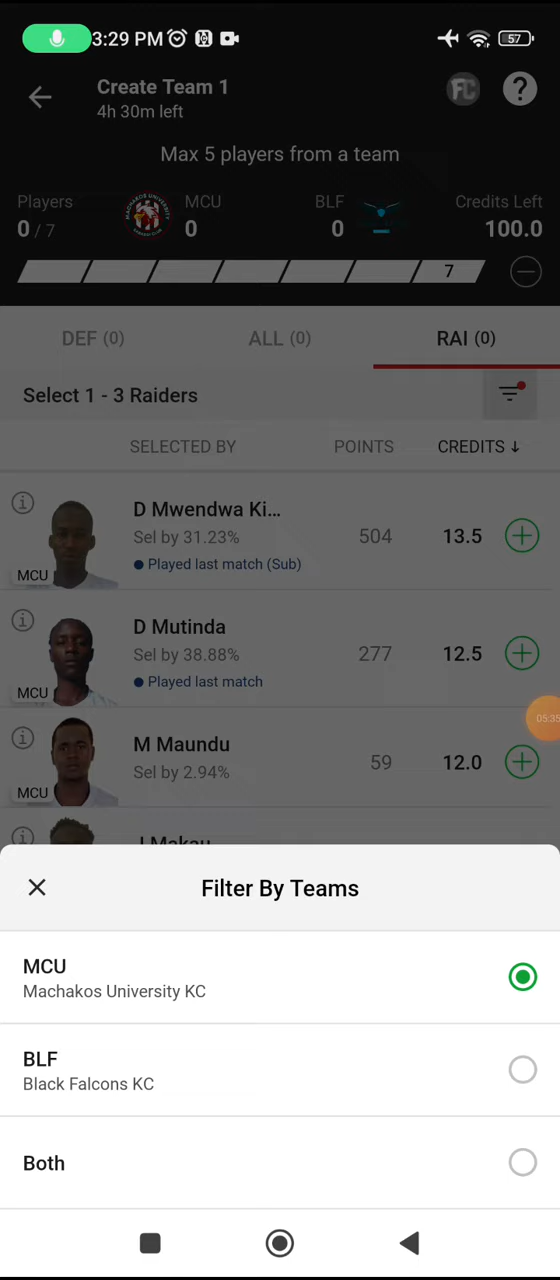 3:29 PM
57
Create Team 1
4h 30m left
FC
?
Max 5 players from a team
Players
0 / 7
MCU
0
BLF
0
Credits Left
100.0
7
DEF (0)
ALL (0)
RAI (0)
Select 1 - 3 Raiders
SELECTED BY
POINTS
CREDITS ↓
D Mwendwa Ki...
Sel by 31.23%
504
13.5
Played last match (Sub)
MCU
D Mutinda
Sel by 38.88%
277
12.5
Played last match
MCU
M Maundu
Sel by 2.94%
59
12.0
MCU
05:35
J Makau
Filter By Teams
MCU
Machakos University KC
BLF
Black Falcons KC
Both